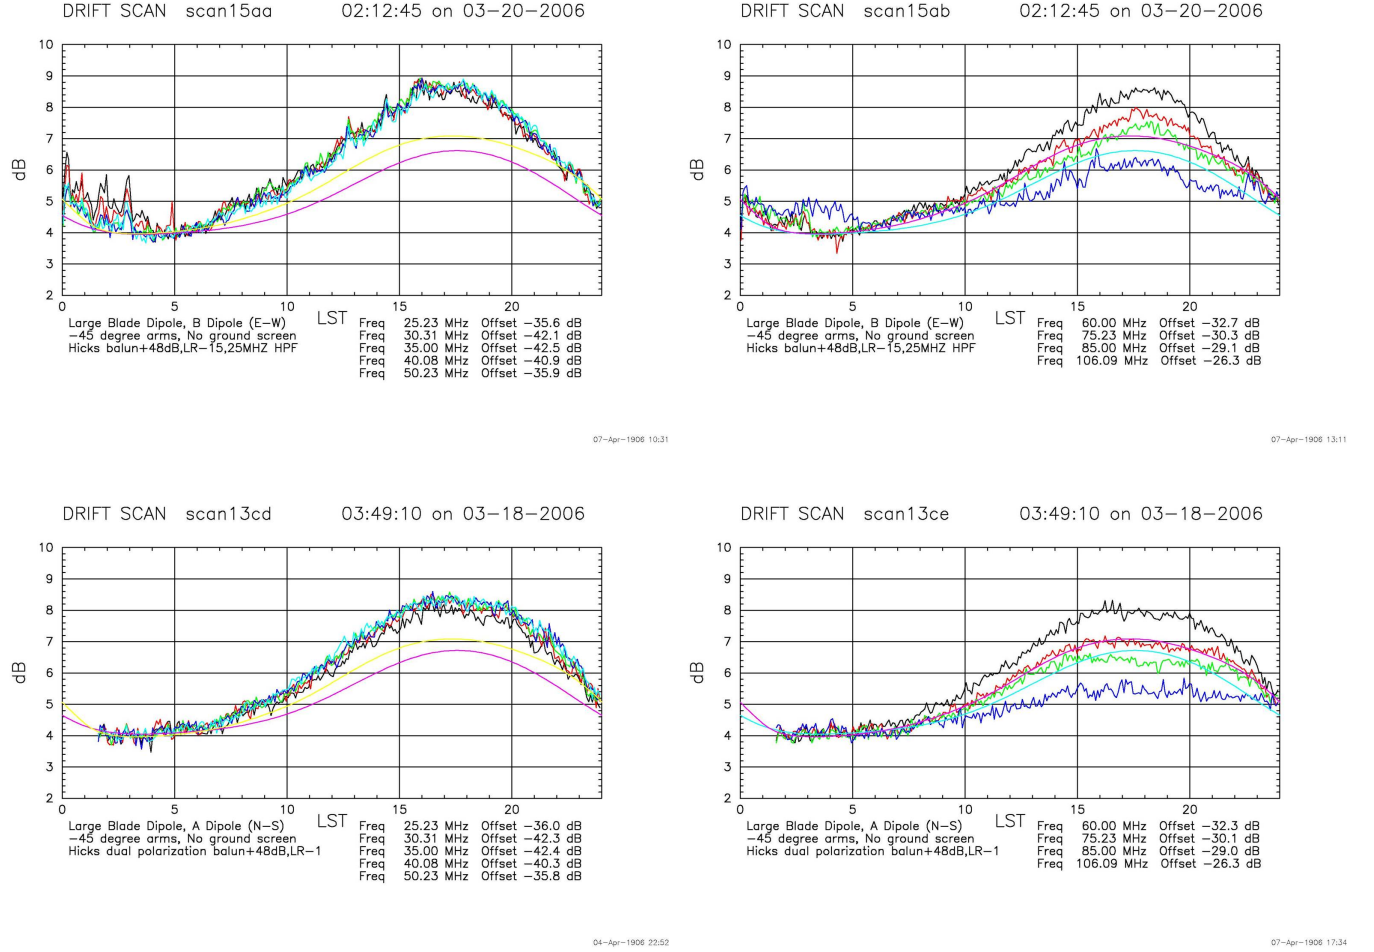 DRIFT SCAN scan15aa 02:12:45 on 03-20-2006
10
9
8
7
6
5
4
3
2
dB
0 5 10 15 20
LST
Large Blade Dipole, B Dipole (E-W)
-45 degree arms, No ground screen
Hicks balun+48dB,LR-15,25MHZ HPF
Freq 25.23 MHz Offset -35.6 dB
Freq 30.31 MHz Offset -42.1 dB
Freq 35.00 MHz Offset -42.5 dB
Freq 40.08 MHz Offset -40.9 dB
Freq 50.23 MHz Offset -35.9 dB
07-Apr-1906 10:31
DRIFT SCAN scan15ab 02:12:45 on 03-20-2006
10
9
8
7
6
5
4
3
2
dB
0 5 10 15 20
LST
Large Blade Dipole, B Dipole (E-W)
-45 degree arms, No ground screen
Hicks balun+48dB,LR-15,25MHZ HPF
Freq 60.00 MHz Offset -32.7 dB
Freq 75.23 MHz Offset -30.3 dB
Freq 85.00 MHz Offset -29.1 dB
Freq 106.09 MHz Offset -26.3 dB
07-Apr-1906 13:11
DRIFT SCAN scan13cd 03:49:10 on 03-18-2006
10
9
8
7
6
5
4
3
2
dB
0 5 10 15 20
LST
Large Blade Dipole, A Dipole (N-S)
-45 degree arms, No ground screen
Hicks dual polarization balun+48dB,LR-1
Freq 25.23 MHz Offset -36.0 dB
Freq 30.31 MHz Offset -42.3 dB
Freq 35.00 MHz Offset -42.4 dB
Freq 40.08 MHz Offset -40.3 dB
Freq 50.23 MHz Offset -35.8 dB
04-Apr-1906 22:52
DRIFT SCAN scan13ce 03:49:10 on 03-18-2006
10
9
8
7
6
5
4
3
2
dB
0 5 10 15 20
LST
Large Blade Dipole, A Dipole (N-S)
-45 degree arms, No ground screen
Hicks dual polarization balun+48dB,LR-1
Freq 60.00 MHz Offset -32.3 dB
Freq 75.23 MHz Offset -30.1 dB
Freq 85.00 MHz Offset -29.0 dB
Freq 106.09 MHz Offset -26.3 dB
07-Apr-1906 17:34